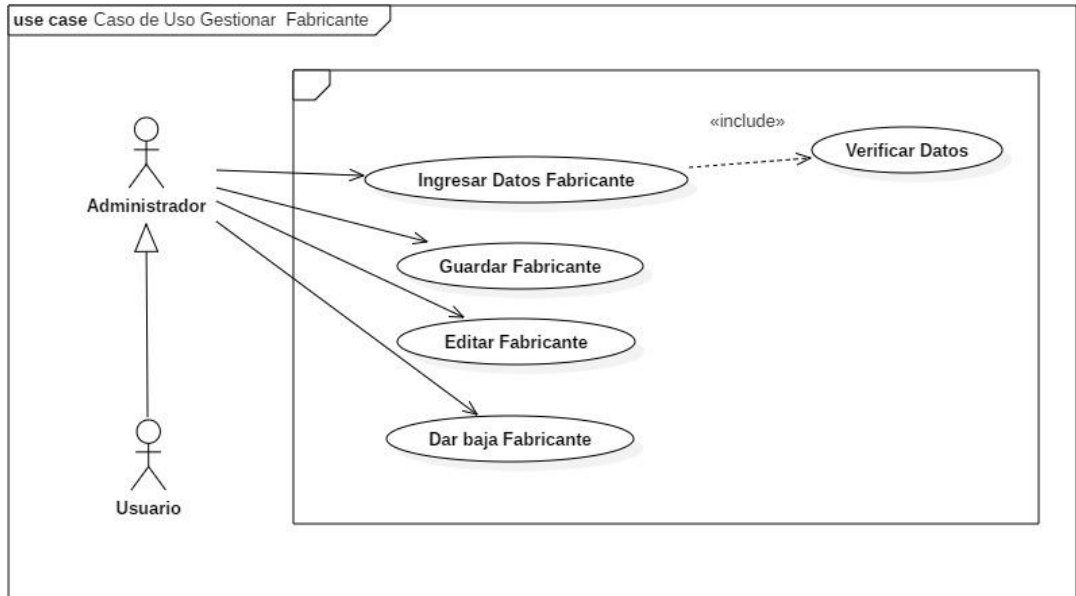 use case Caso de Uso Gestionar Fabricante
«include»
Verificar Datos
Ingresar Datos Fabricante
Administrador
Guardar Fabricante
Editar Fabricante
Dar baja Fabricante
Usuario